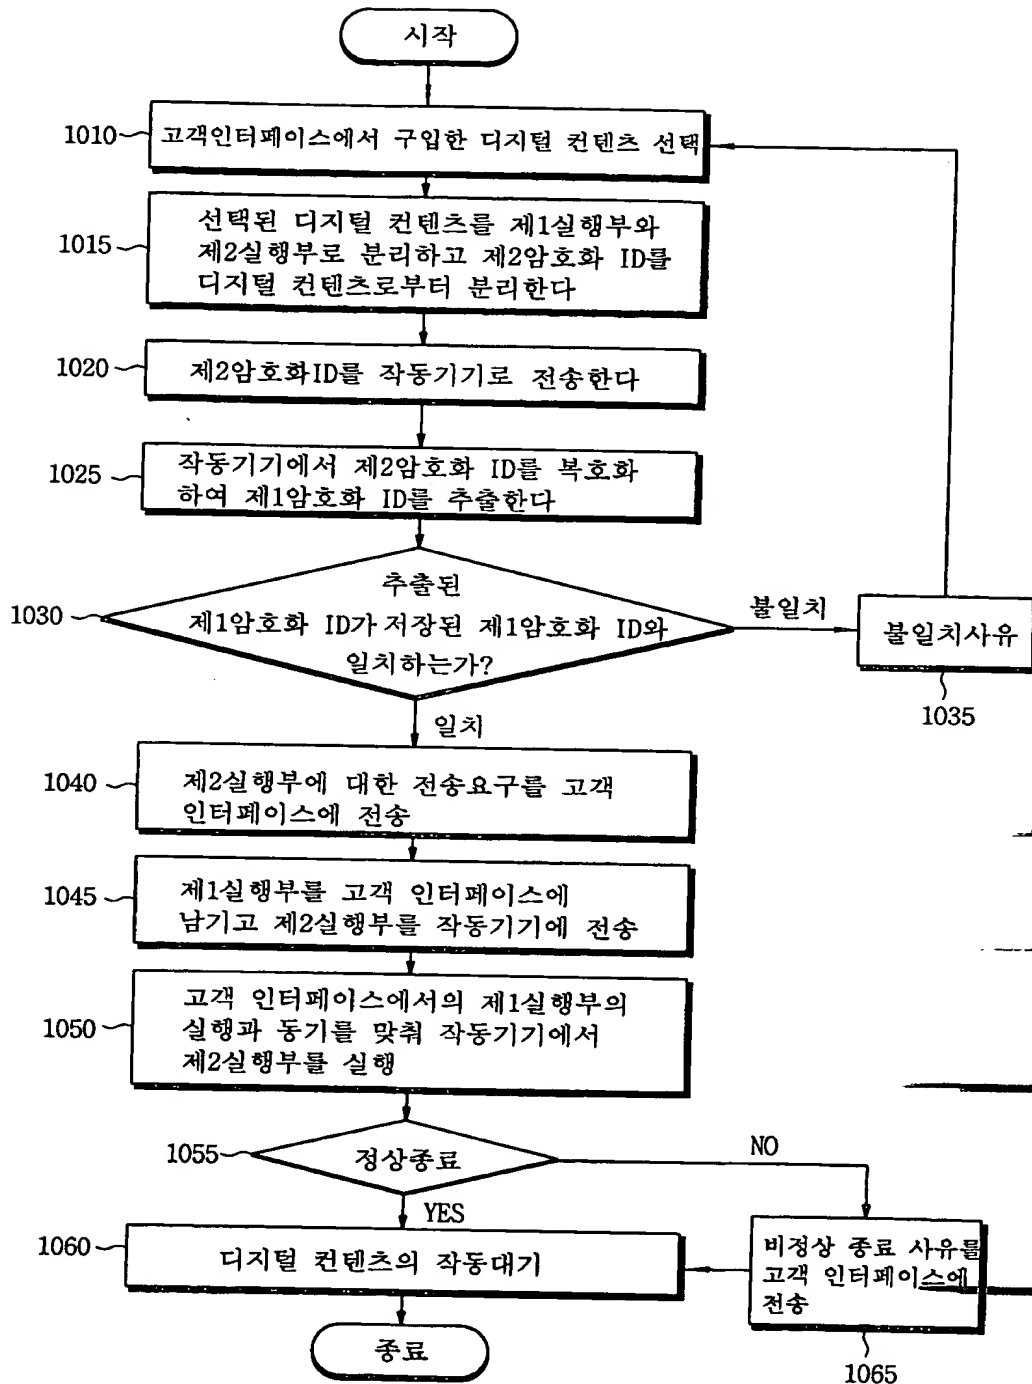 시작
1010
고객인터페이스에서 구입한 디지털 컨텐츠 선택
1015
선택된 디지털 컨텐츠를 제1실행부와
제2실행부로 분리하고 제2암호화 ID를
디지털 컨텐츠로부터 분리한다
1020
제2암호화ID를 작동기기로 전송한다
1025
작동기기에서 제2암호화 ID를 복호화
하여 제1암호화 ID를 추출한다
1030
추출된
제1암호화 ID가 저장된 제1암호화 ID와
일치하는가?
불일치
불일치사유
1035
일치
1040
제2실행부에 대한 전송요구를 고객
인터페이스에 전송
1045
제1실행부를 고객 인터페이스에
남기고 제2실행부를 작동기기에 전송
1050
고객 인터페이스에서의 제1실행부의
실행과 동기를 맞춰 작동기기에서
제2실행부를 실행
1055
정상종료
NO
YES
1060
디지털 컨텐츠의 작동대기
비정상 종료 사유를
고객 인터페이스에
전송
1065
종료